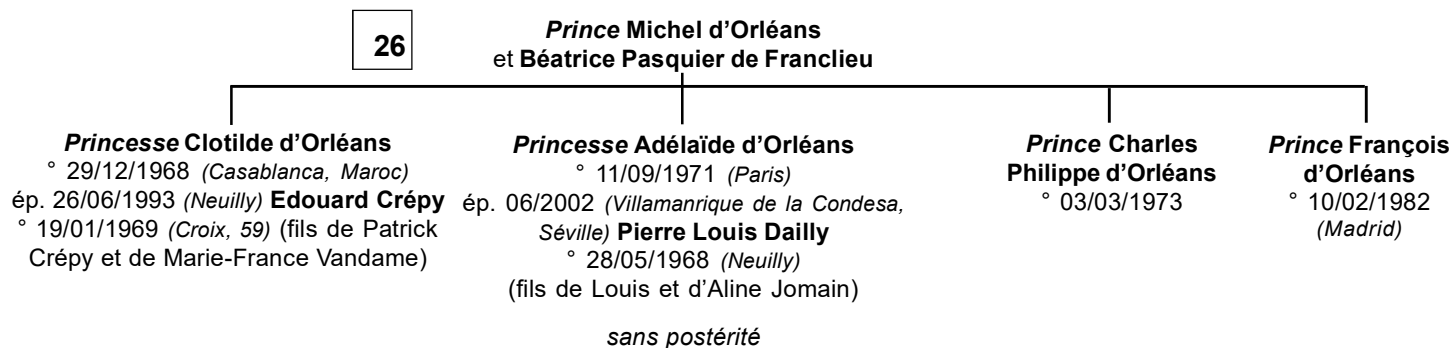 26
Prince Michel d’Orléans
et Béatrice Pasquier de Franclieu
Princesse Clotilde d’Orléans
° 29/12/1968 (Casablanca, Maroc)
ép. 26/06/1993 (Neuilly) Edouard Crépy
° 19/01/1969 (Croix, 59) (fils de Patrick
Crépy et de Marie-France Vandame)
Princesse Adélaïde d’Orléans
° 11/09/1971 (Paris)
ép. 06/2002 (Villamanrique de la Condesa,
Séville) Pierre Louis Dailly
° 28/05/1968 (Neuilly)
(fils de Louis et d’Aline Jomain)
sans postérité
Prince Charles
Philippe d’Orléans
° 03/03/1973
Prince François
d’Orléans
° 10/02/1982
(Madrid)